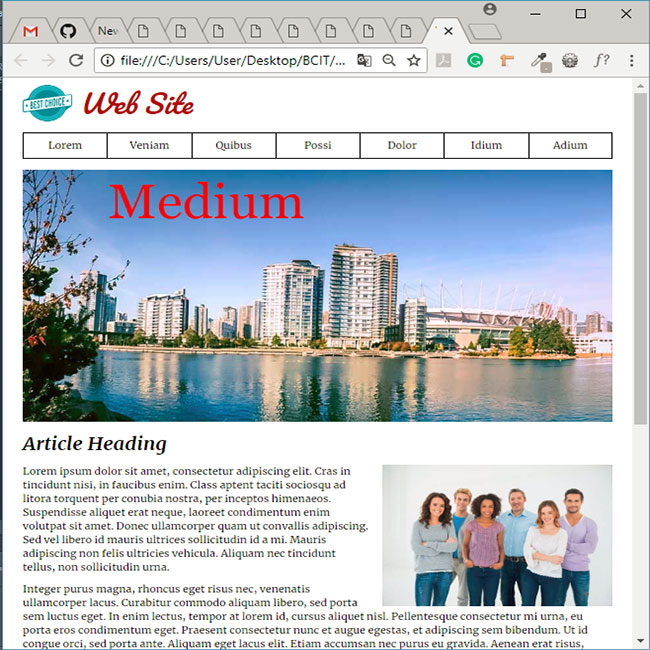 New
file:///C:/Users/User/Desktop/BCIT/...
f?
BEST CHOICE
Web Site
Lorem Veniam Quibus Possi Dolor Idium Adium
Medium
Article Heading
Lorem ipsum dolor sit amet, consectetur adipiscing elit. Cras in
tincidunt nisi, in faucibus enim. Class aptent taciti sociosqu ad
litora torquent per conubia nostra, per inceptos himenaeos.
Suspendisse aliquet erat neque, laoreet condimentum enim
volutpat sit amet. Donec ullamcorper quam ut convallis adipiscing.
Sed vel libero id mauris ultrices sollicitudin id a mi. Mauris
adipiscing non felis ultricies vehicula. Aliquam nec tincidunt
tellus, non sollicitudin urna.
Integer purus magna, rhoncus eget risus nec, venenatis
ullamcorper lacus. Curabitur commodo aliquam libero, sed porta
sem luctus eget. In enim lectus, tempor at lorem id, cursus aliquet nisl. Pellentesque consectetur mi urna, eu
porta eros condimentum eget. Praesent consectetur nunc et augue egestas, et adipiscing sem bibendum. Ut id
congue orci, sed porta ante. Aliquam eget lacus elit. Etiam accumsan nec purus eu gravida. Aenean erat risus,